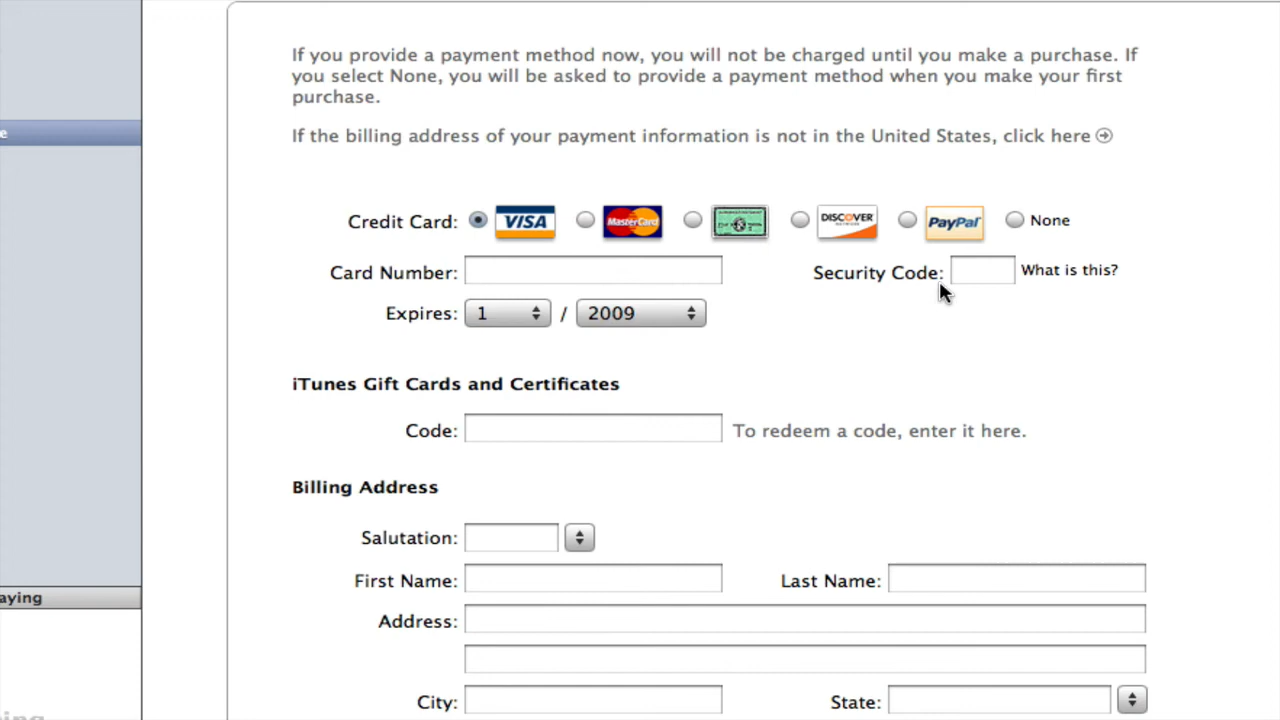 If you provide a payment method now, you will not be charged until you make a purchase. If
you select None, you will be asked to provide a payment method when you make your first
purchase.
If the billing address of your payment information is not in the United States, click here
Credit Card: VISA MasterCard DISCOVER PayPal None
Card Number: Security Code: What is this?
Expires: 1 / 2009
iTunes Gift Cards and Certificates
Code: To redeem a code, enter it here.
Billing Address
Salutation:
First Name: Last Name:
aying
Address:
City: State: